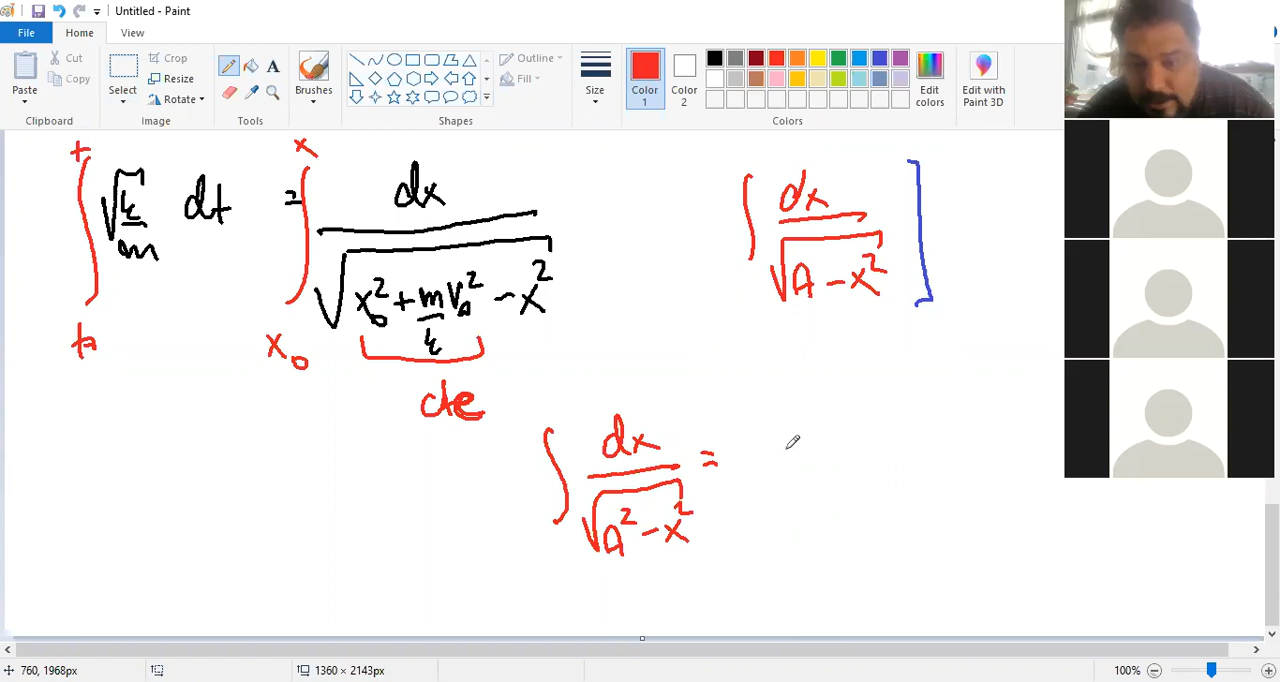 Untitled - Paint
File Home View
Paste
Cut
Copy
Clipboard
Select
Crop
Resize
Rotate
Image
A
Tools
Brushes
Shapes
Outline
Fill
Size
Color 1
Color 2
Edit colors
Edit with Paint 3D
Colors
∫_{t₀}^{t} √(k/m) dt = ∫_{x₀}^{x} dx / √(x₀² + m/k v₀² - x²)
cte
∫ dx / √(A - x²)
∫ dx / √(A² - x²) =
760, 1968px
1360 × 2143px
100%